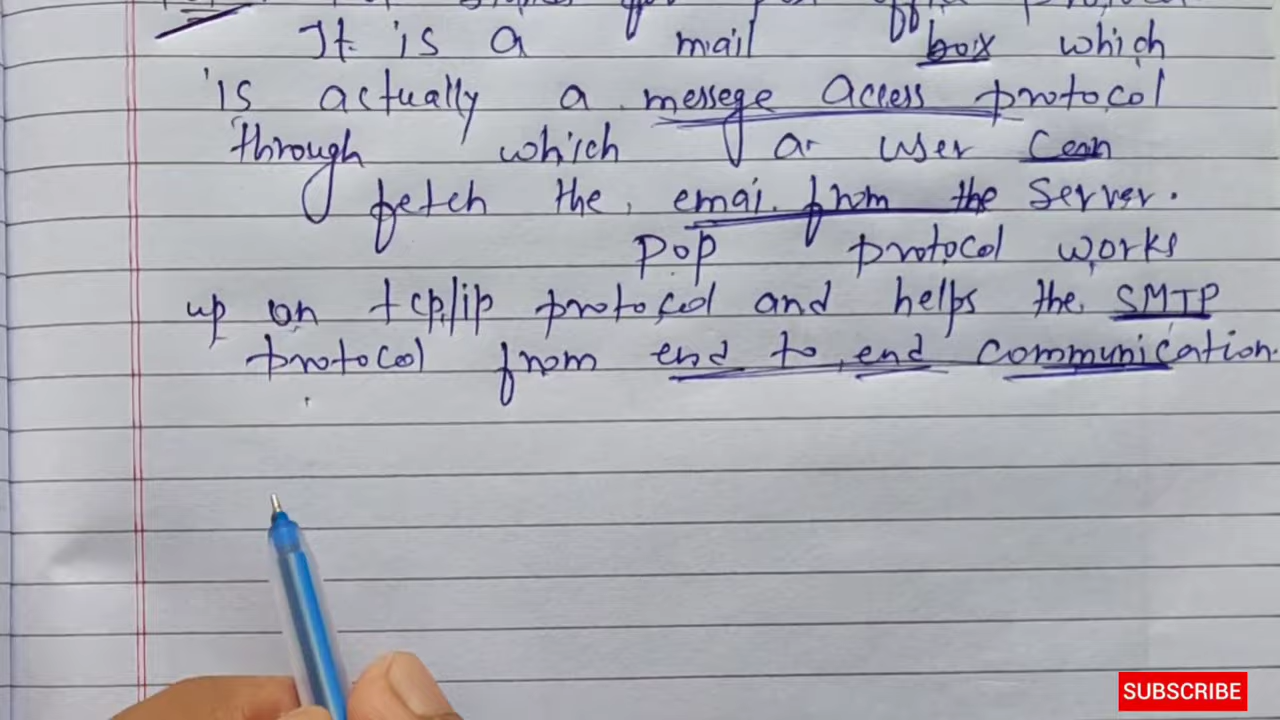 It is a mail box which
is actually a messege access protocol
through which a user can
fetch the emai from the server.
pop protocol works
up on tcp/ip protocol and helps the SMTP
protocol from end to end communication.
SUBSCRIBE